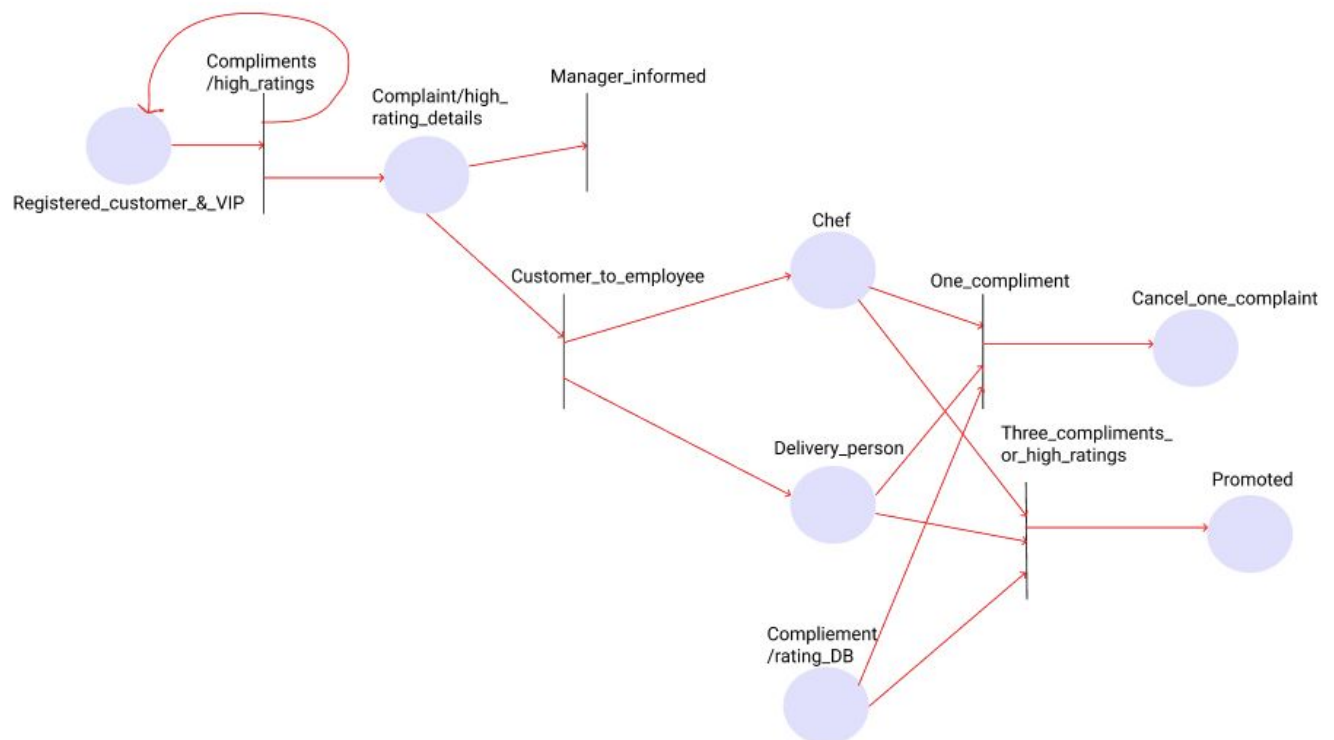 Compliments
/high_ratings
Manager_informed
Complaint/high_
rating_details
Registered_customer_&_VIP
Chef
Customer_to_employee
One_compliment
Cancel_one_complaint
Delivery_person
Three_compliments_
or_high_ratings
Promoted
Compliement
/rating_DB